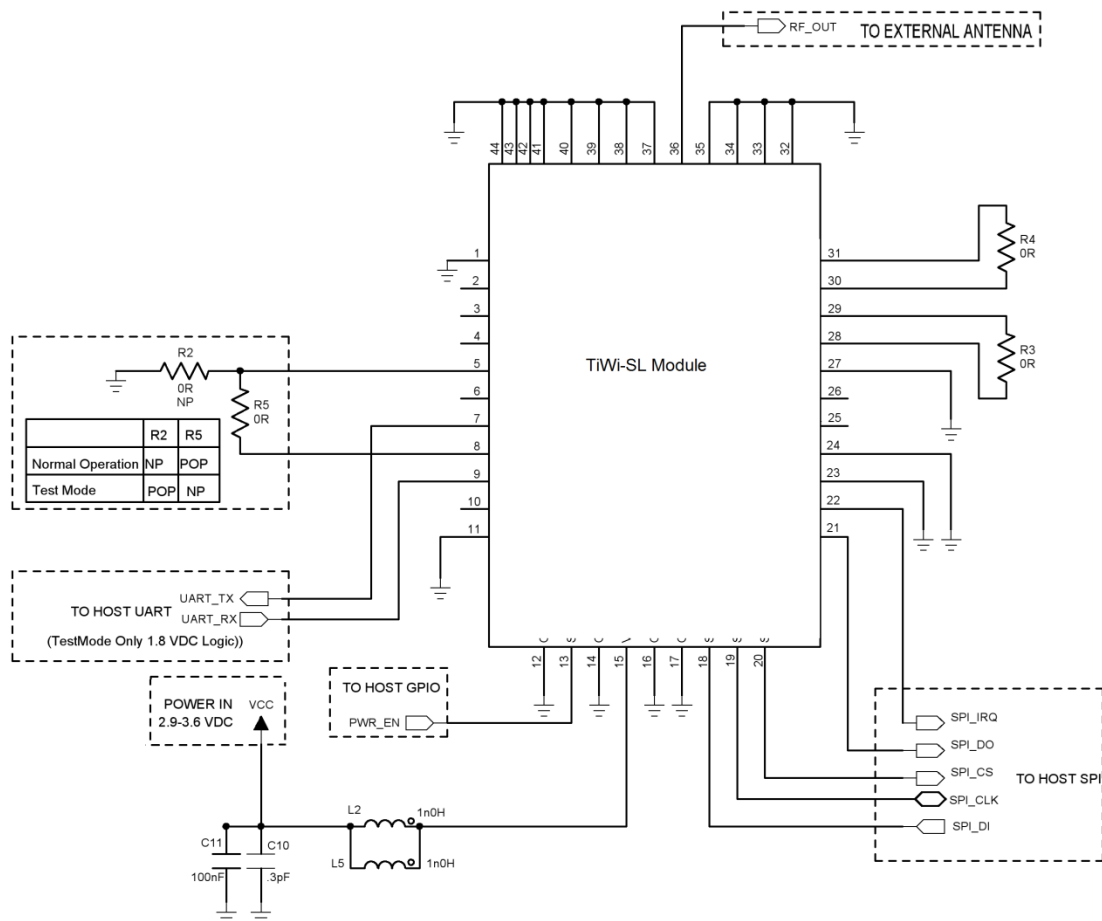 RF_OUT
TO EXTERNAL ANTENNA
44
43
42
41
40
39
38
37
36
35
34
33
32
1
2
3
4
5
6
7
8
9
10
11
TiWi-SL Module
31
30
29
28
27
26
25
24
23
22
21
R4
0R
R3
0R
R2
0R
NP
R5
0R
R2 R5
Normal Operation NP POP
Test Mode POP NP
UART_TX
TO HOST UART
UART_RX
(TestMode Only 1.8 VDC Logic))
12
13
14
15
16
17
18
19
20
POWER IN VCC
2.9-3.6 VDC
TO HOST GPIO
PWR_EN
SPI_IRQ
SPI_DO
SPI_CS
TO HOST SPI
SPI_CLK
SPI_DI
L2 1n0H
L5 1n0H
C11 C10
100nF .3pF